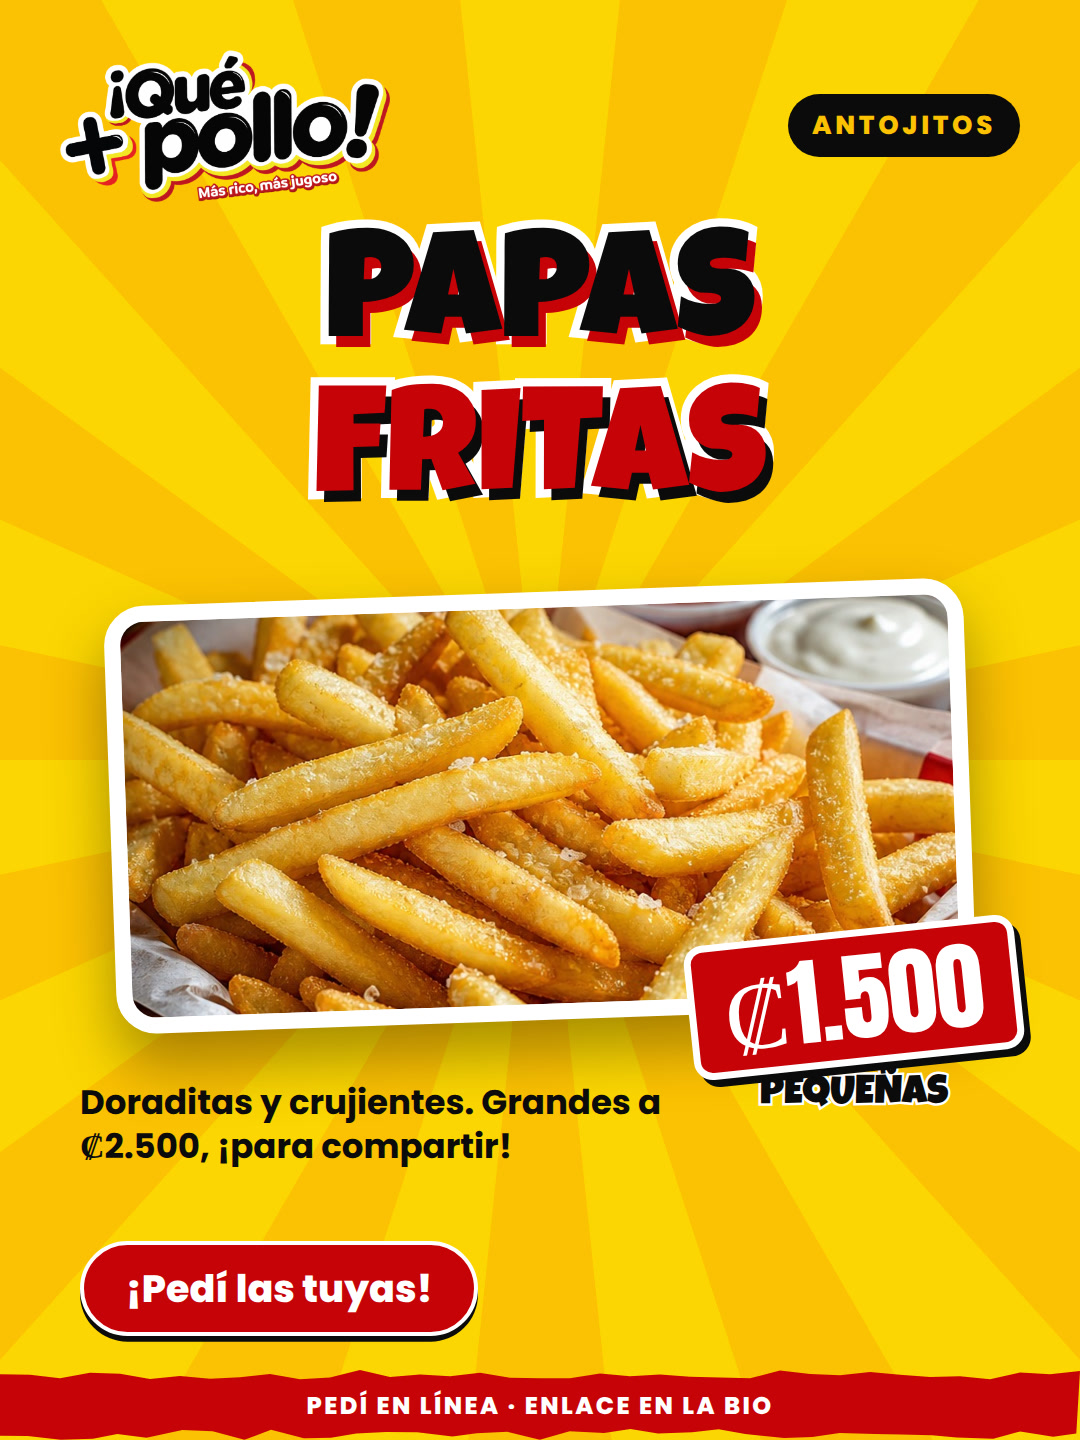 ¡Qué
+ pollo!
Más rico, más jugoso
ANTOJITOS
PAPAS
FRITAS
₡1.500
PEQUEÑAS
Doraditas y crujientes. Grandes a
₡2.500, ¡para compartir!
¡Pedí las tuyas!
PEDÍ EN LÍNEA · ENLACE EN LA BIO